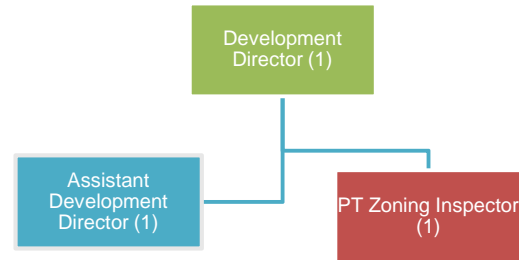 Development
Director (1)
Assistant
Development
Director (1)
PT Zoning Inspector
(1)